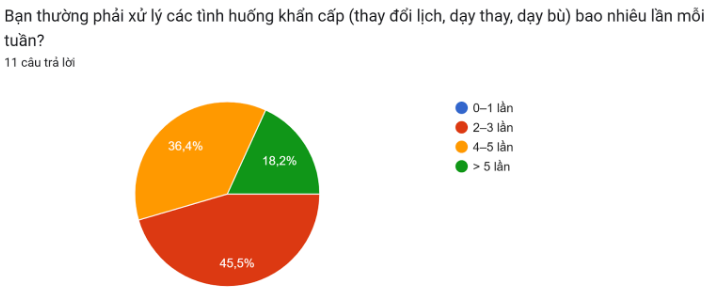 Bạn thường phải xử lý các tình huống khẩn cấp (thay đổi lịch, dạy thay, dạy bù) bao nhiêu lần mỗi
tuần?
11 câu trả lời
0–1 lần
2–3 lần
4–5 lần
> 5 lần
36,4%
18,2%
45,5%